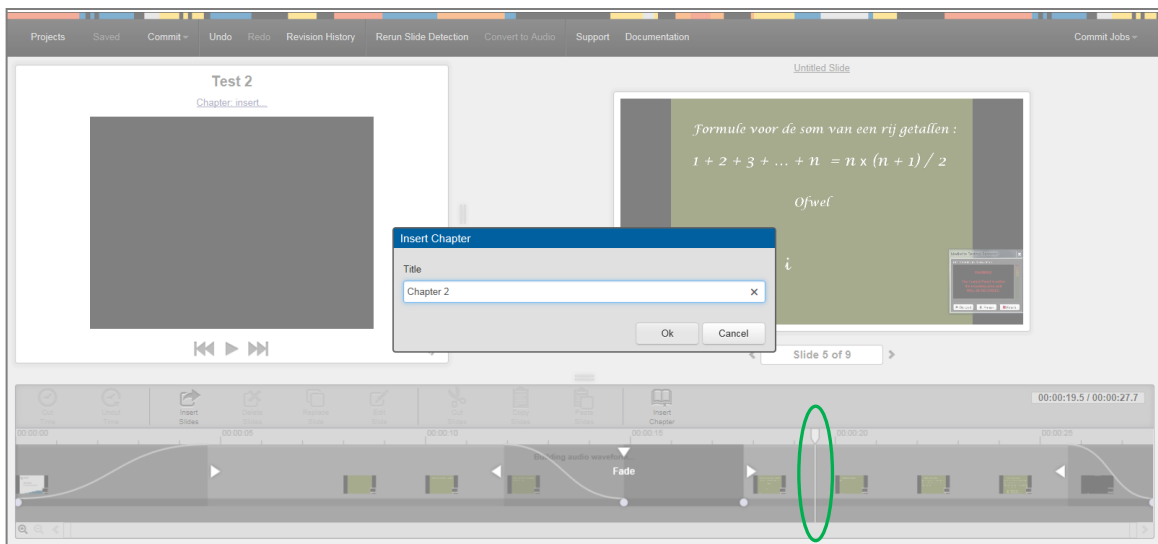 Projects Saved Commit Undo Redo Revision History Rerun Slide Detection Convert to Audio Support Documentation Commit Jobs
Test 2
Chapter: insert...
Untitled Slide
Formule voor de som van een rij getallen :
1 + 2 + 3 + ... + n = n x (n + 1) / 2
Ofwel
i
Insert Chapter
Title
Chapter 2
Ok Cancel
Slide 5 of 9
Insert Slides
Insert Chapter
00:00:19.5 / 00:00:27.7
00:00:00 00:00:05 00:00:10 00:00:15 00:00:20 00:00:25
Building audio waveform...
Fade